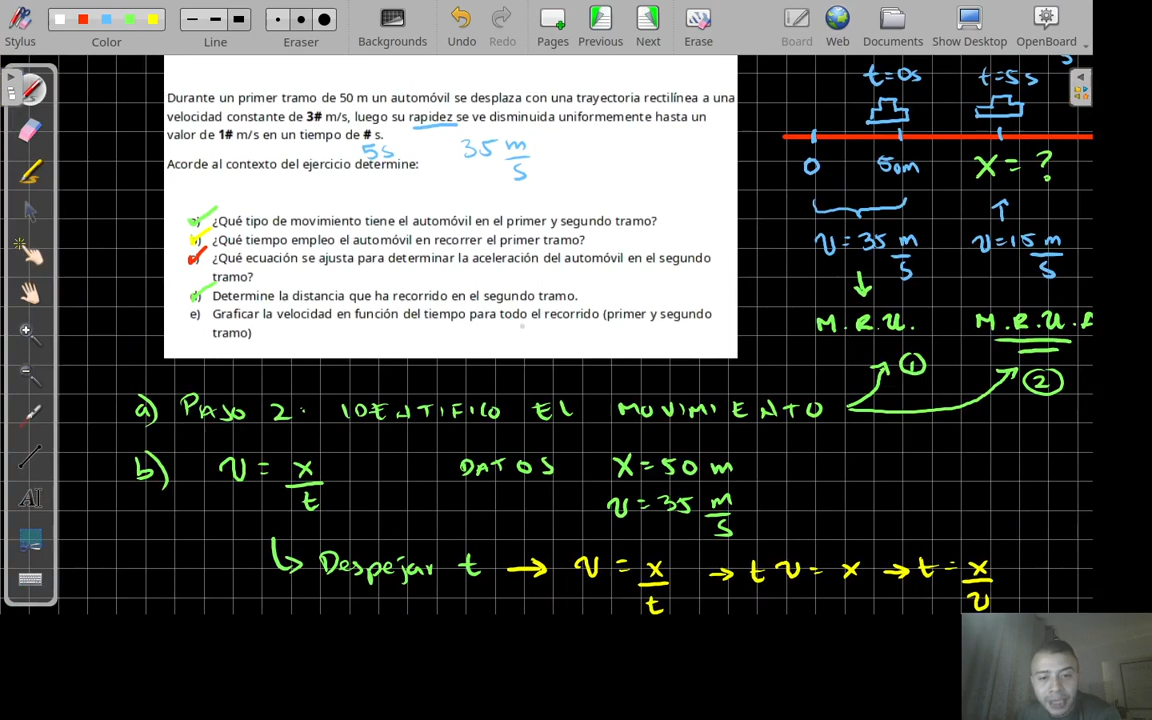 Stylus Color Line Eraser Backgrounds Undo Redo Pages Previous Next Erase Board Web Documents Show Desktop OpenBoard
Durante un primer tramo de 50 m un automóvil se desplaza con una trayectoria rectilínea a una
velocidad constante de 3# m/s, luego su rapidez se ve disminuida uniformemente hasta un
valor de 1# m/s en un tiempo de # s.
5s 35 m/s
Acorde al contexto del ejercicio determine:
¿Qué tipo de movimiento tiene el automóvil en el primer y segundo tramo?
¿Qué tiempo empleo el automóvil en recorrer el primer tramo?
¿Qué ecuación se ajusta para determinar la aceleración del automóvil en el segundo
tramo?
d) Determine la distancia que ha recorrido en el segundo tramo.
e) Graficar la velocidad en función del tiempo para todo el recorrido (primer y segundo
tramo)
t=0s t=5s
0 50m X = ?
v = 35 m/s v=15 m/s
M.R.U. M.R.U.
1
2
a) PASO 2: IDENTIFICO EL MOVIMIENTO
b) v = x/t DATOS X = 50 m
v = 35 m/s
↳ Despejar t → v = x/t → t v = x → t = x/v
AI